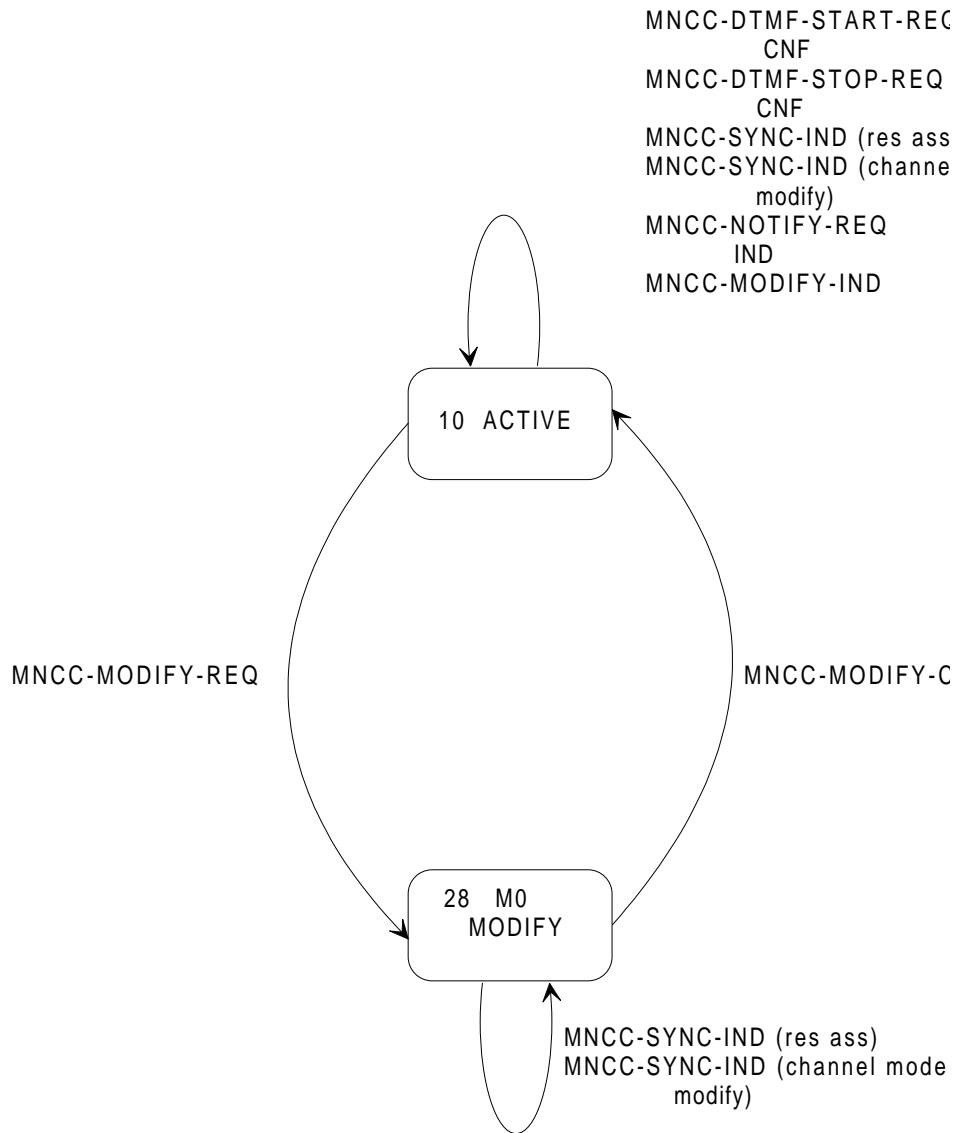 MNCC-DTMF-START-REQ
CNF
MNCC-DTMF-STOP-REQ
CNF
MNCC-SYNC-IND (res ass
MNCC-SYNC-IND (channe
modify)
MNCC-NOTIFY-REQ
IND
MNCC-MODIFY-IND
10 ACTIVE
MNCC-MODIFY-REQ
MNCC-MODIFY-C
28 M0
MODIFY
MNCC-SYNC-IND (res ass)
MNCC-SYNC-IND (channel mode
modify)